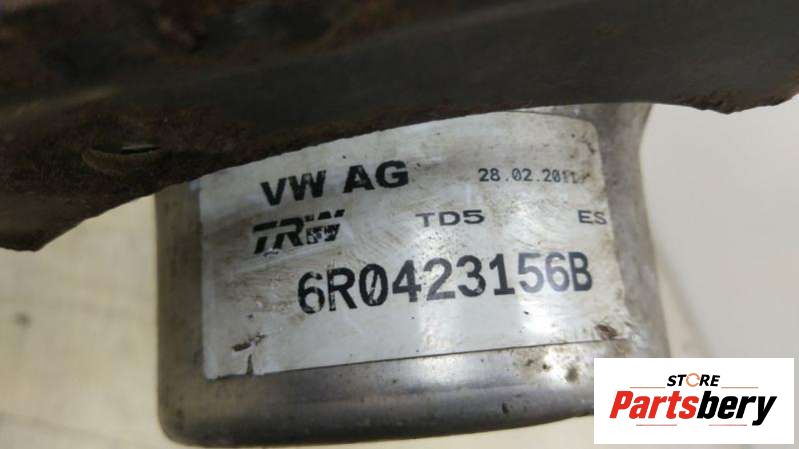 VW AG 28.02.2011
TRW TD5 ES
6R0423156B
STORE
Partsbery